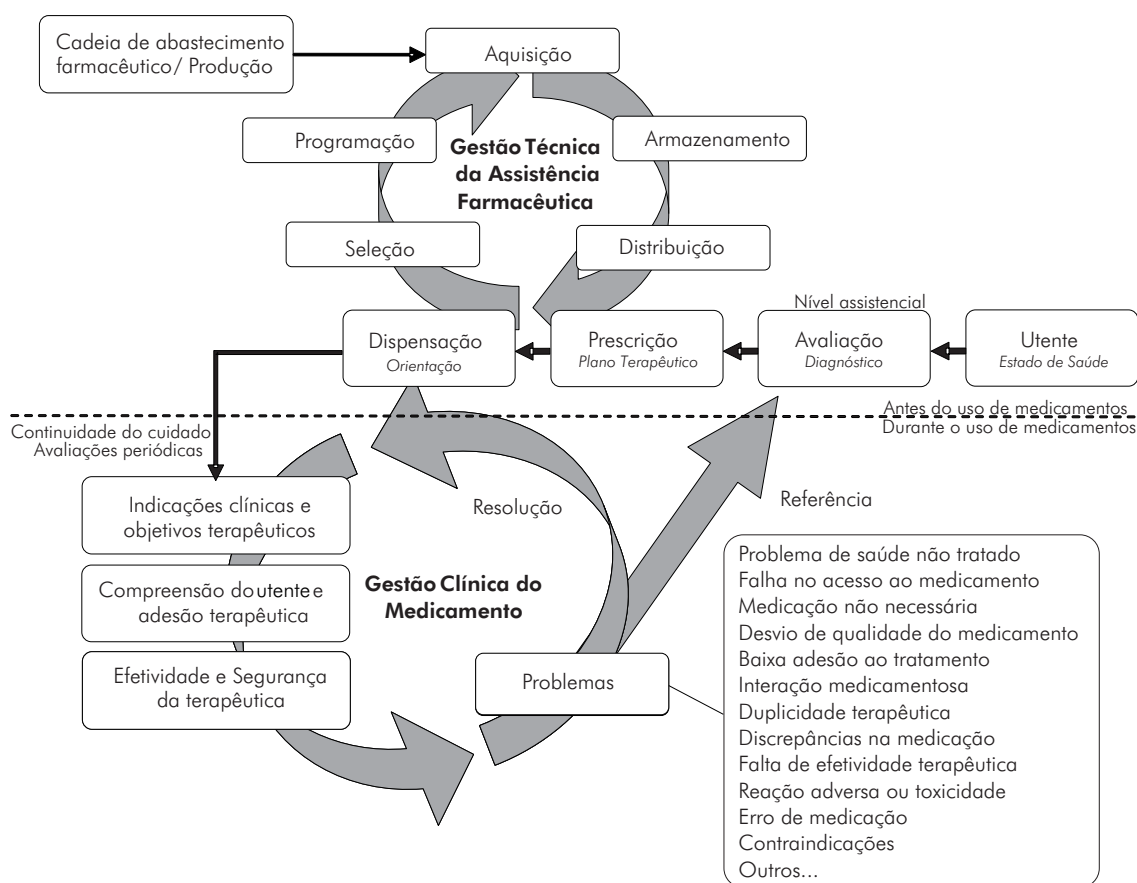 Cadeia de abastecimento
farmacêutico/ Produção
Aquisição
Programação
Gestão Técnica
da Assistência
Farmacêutica
Armazenamento
Seleção
Distribuição
Nível assistencial
Dispensação
Orientação
Prescrição
Plano Terapêutico
Avaliação
Diagnóstico
Utente
Estado de Saúde
Antes do uso de medicamentos
Durante o uso de medicamentos
Continuidade do cuidado
Avaliações periódicas
Indicações clínicas e
objetivos terapêuticos
Resolução
Referência
Compreensão do utente e
adesão terapêutica
Gestão Clínica do
Medicamento
Efetividade e Segurança
da terapêutica
Problemas
Problema de saúde não tratado
Falha no acesso ao medicamento
Medicação não necessária
Desvio de qualidade do medicamento
Baixa adesão ao tratamento
Interação medicamentosa
Duplicidade terapêutica
Discrepâncias na medicação
Falta de efetividade terapêutica
Reação adversa ou toxicidade
Erro de medicação
Contraindicações
Outros...